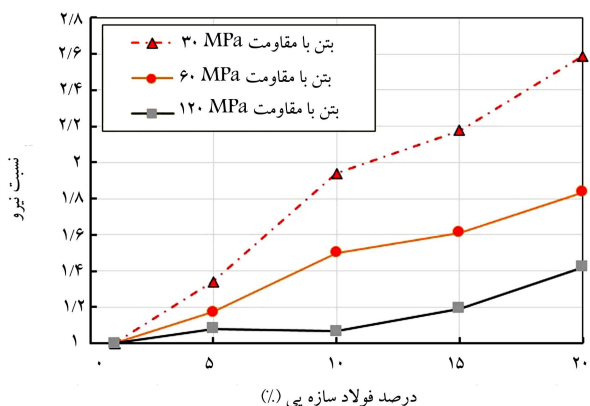 ۲/۸
۲/۶
۲/۴
۲/۲
۲
۱/۸
۱/۶
۱/۴
۱/۲
۱
نسبت نیرو
بتن با مقاومت ۳۰ MPa
بتن با مقاومت ۶۰ MPa
بتن با مقاومت ۱۲۰ MPa
۰ ۵ ۱۰ ۱۵ ۲۰
درصد فولاد سازه یی (٪)